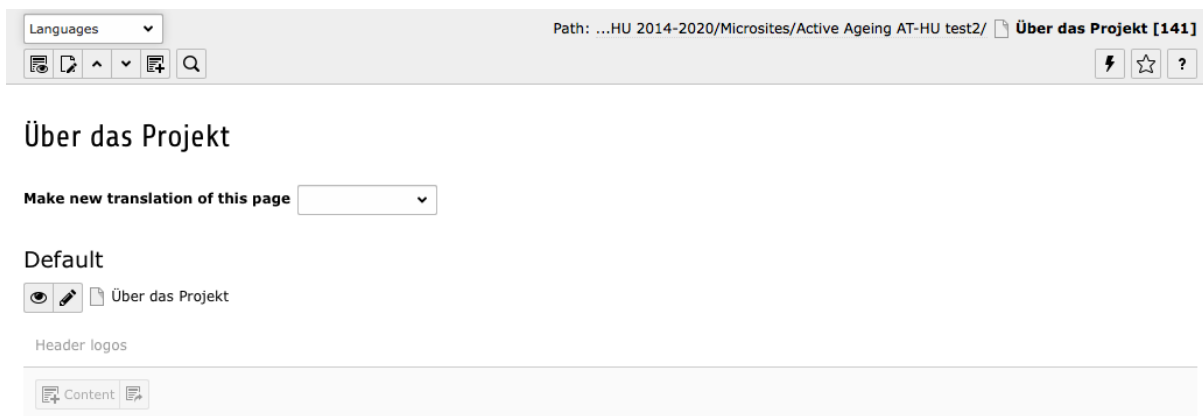 Languages
Path: ...HU 2014-2020/Microsites/Active Ageing AT-HU test2/ Über das Projekt [141]
?
Über das Projekt
Make new translation of this page
Default
Über das Projekt
Header logos
Content